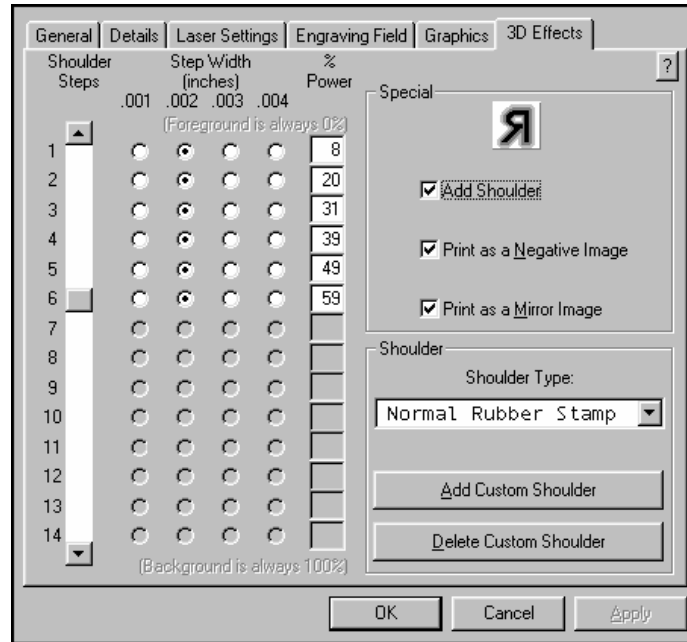 General Details Laser Settings Engraving Field Graphics 3D Effects
Shoulder Steps
Step Width (inches)
% Power
.001 .002 .003 .004
(Foreground is always 0%)
1 8
2 20
3 31
4 39
5 49
6 59
7
8
9
10
11
12
13
14
(Background is always 100%)
?
Special
R
Add Shoulder
Print as a Negative Image
Print as a Mirror Image
Shoulder
Shoulder Type:
Normal Rubber Stamp
Add Custom Shoulder
Delete Custom Shoulder
OK Cancel Apply